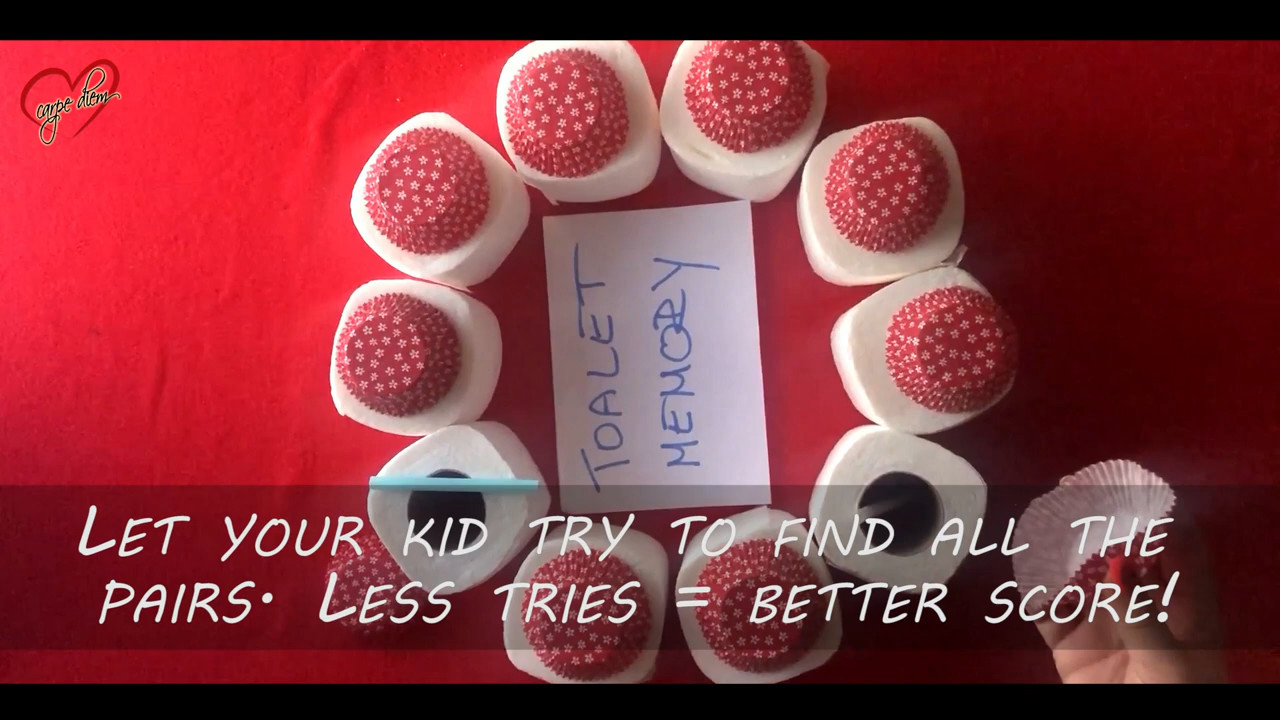 carpe diem
TOALET
MEMORY
LET YOUR KID TRY TO FIND ALL THE
PAIRS. LESS TRIES = BETTER SCORE!